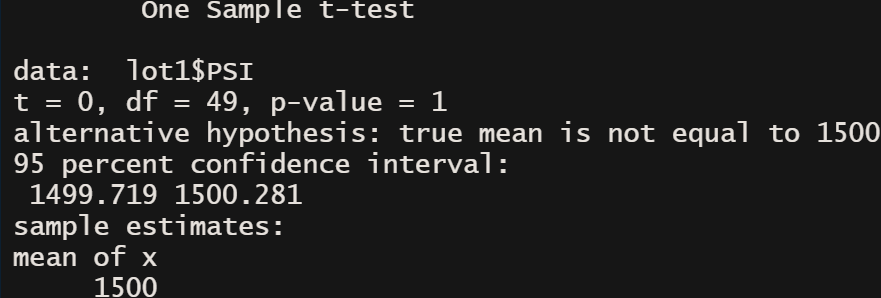 One Sample t-test
data: lot1$PSI
t = 0, df = 49, p-value = 1
alternative hypothesis: true mean is not equal to 1500
95 percent confidence interval:
1499.719 1500.281
sample estimates:
mean of x
1500